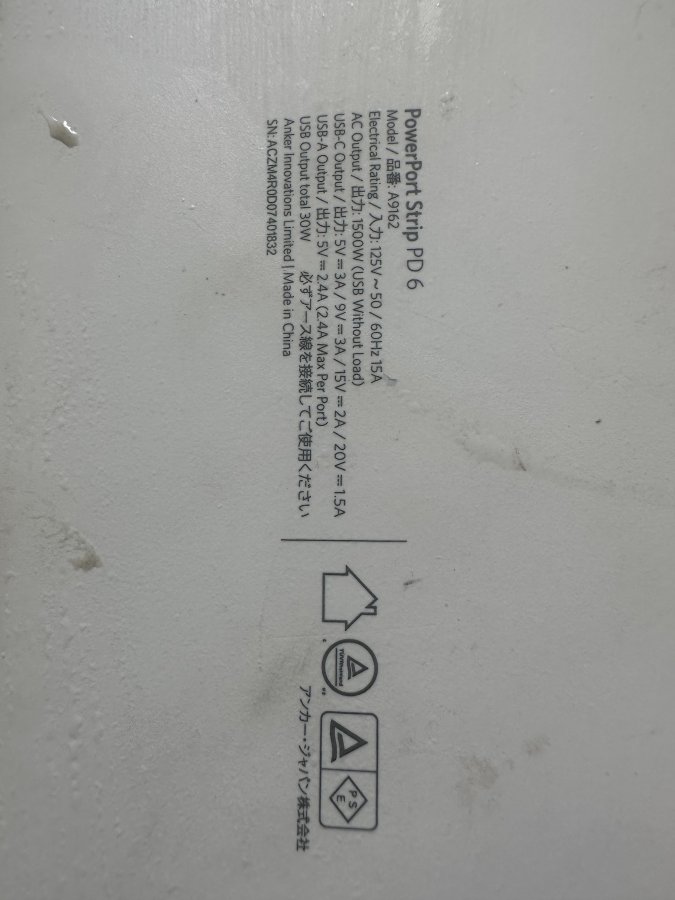 PowerPort Strip PD 6
Model / 品番: A9162
Electrical Rating / 入力: 125V ~ 50 / 60Hz 15A
AC Output / 出力: 1500W (USB Without Load)
USB-C Output / 出力: 5V ⎓ 3A / 9V ⎓ 3A / 15V ⎓ 2A / 20V ⎓ 1.5A
USB-A Output / 出力: 5V ⎓ 2.4A (2.4A Max Per Port)
USB Output total 30W 必ずアース線を接続してご使用ください
Anker Innovations Limited | Made in China
SN: ACZM4R0D07401832
TÜVRheinland
c us
P S E
アンカー・ジャパン株式会社